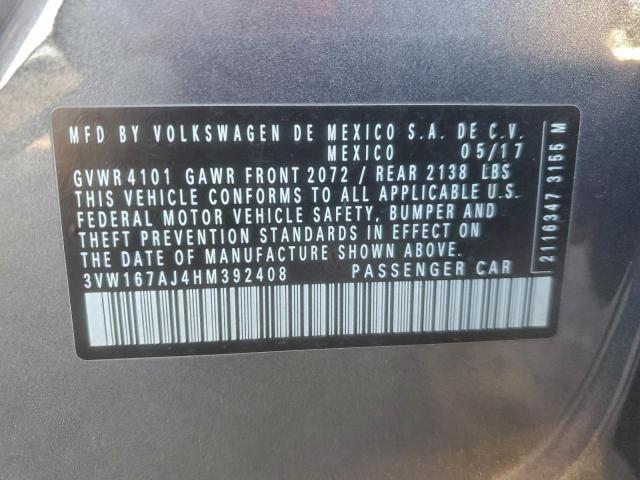 MFD BY VOLKSWAGEN DE MEXICO S.A. DE C.V.
MEXICO 05/17
GVWR 4101 GAWR FRONT 2072 / REAR 2138 LBS
THIS VEHICLE CONFORMS TO ALL APPLICABLE U.S.
FEDERAL MOTOR VEHICLE SAFETY, BUMPER AND
THEFT PREVENTION STANDARDS IN EFFECT ON
THE DATE OF MANUFACTURE SHOWN ABOVE.
3VW167AJ4HM392408 PASSENGER CAR
2116347 3155 M